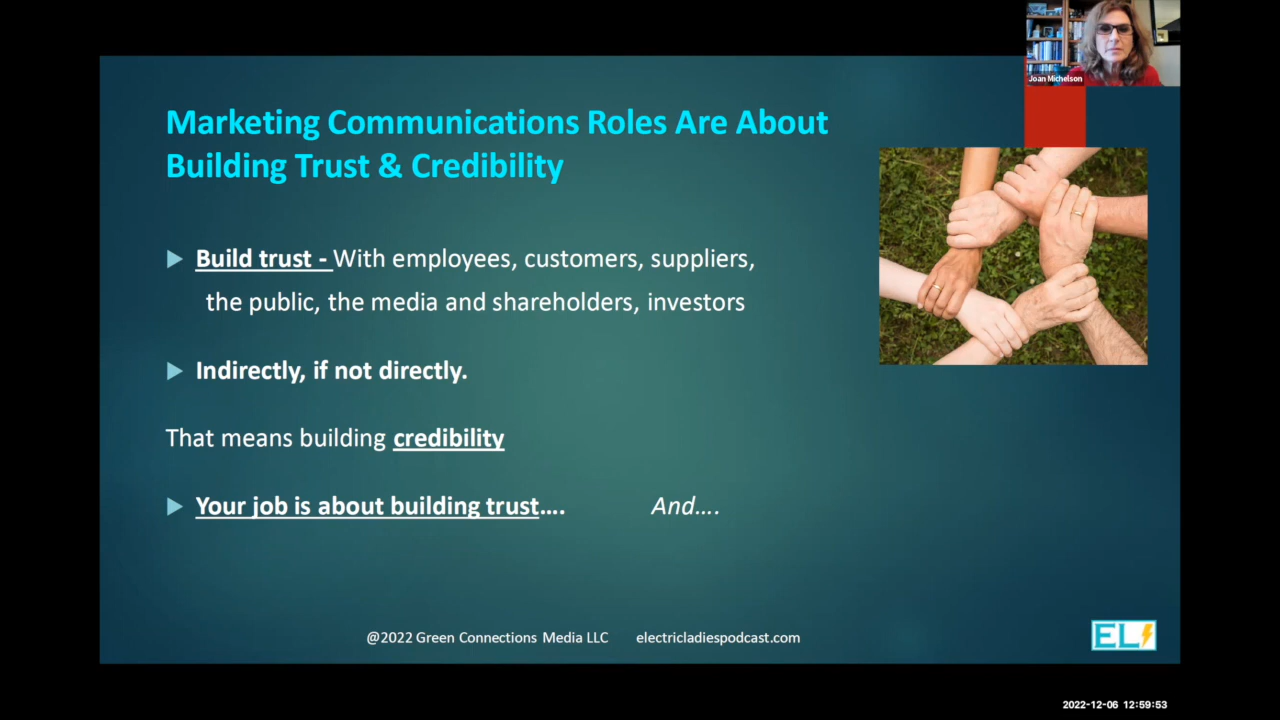 Joan Michelson
Marketing Communications Roles Are About
Building Trust & Credibility
Build trust - With employees, customers, suppliers,
the public, the media and shareholders, investors
Indirectly, if not directly.
That means building credibility
Your job is about building trust…. And….
@2022 Green Connections Media LLC electricladiespodcast.com
EL
2022-12-06 12:59:53